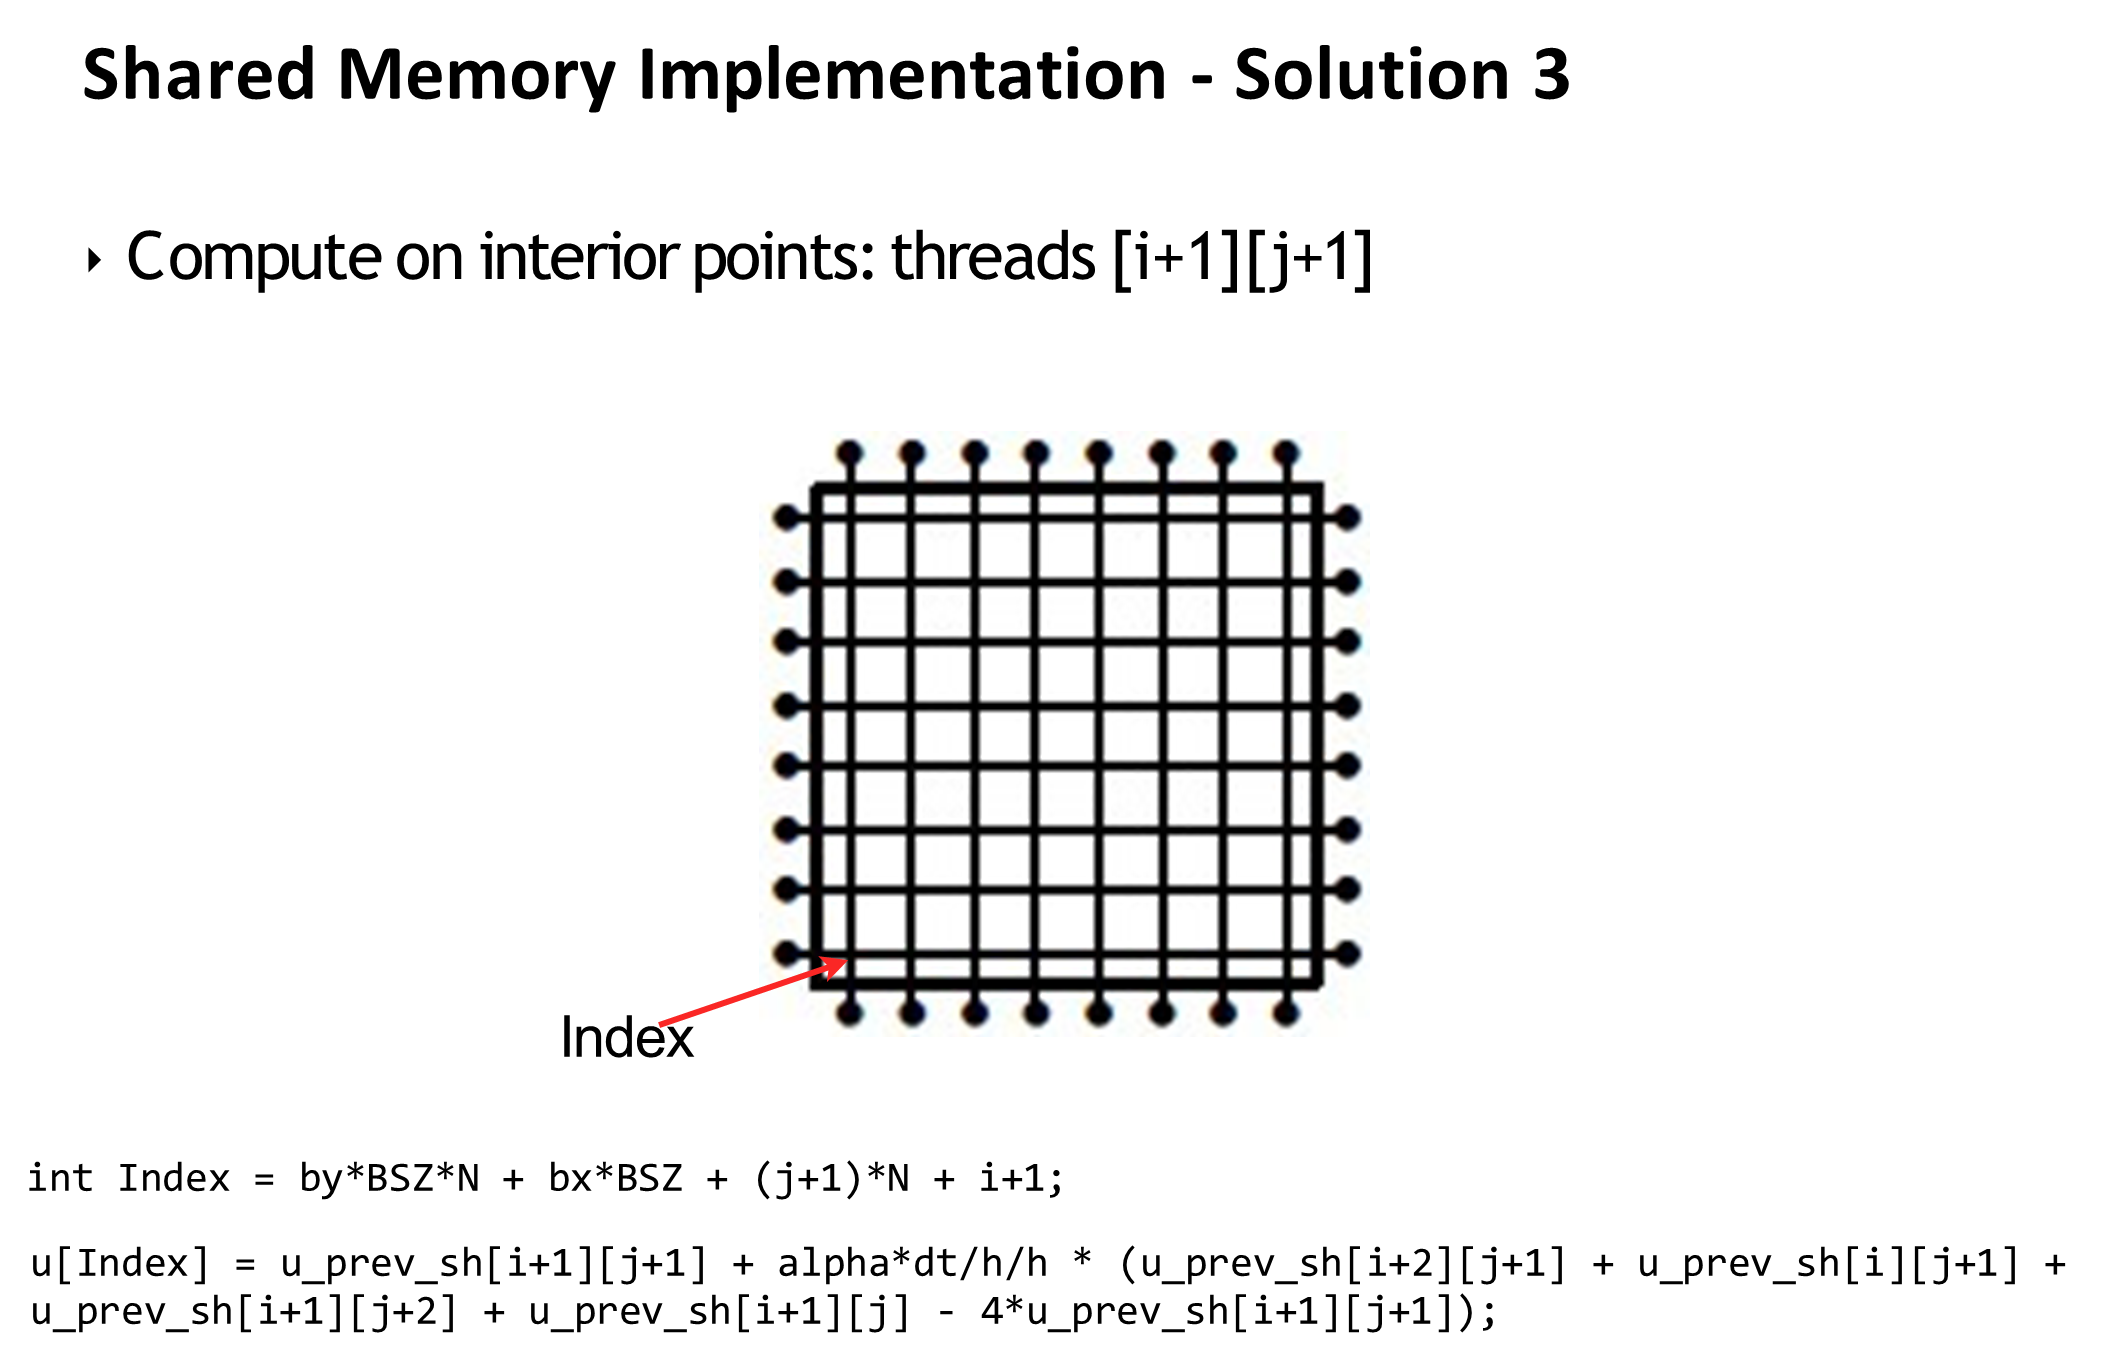 Shared Memory Implementation - Solution 3
‣ Compute on interior points: threads [i+1][j+1]
Index
int Index = by*BSZ*N + bx*BSZ + (j+1)*N + i+1;
u[Index] = u_prev_sh[i+1][j+1] + alpha*dt/h/h * (u_prev_sh[i+2][j+1] + u_prev_sh[i][j+1] +
u_prev_sh[i+1][j+2] + u_prev_sh[i+1][j] - 4*u_prev_sh[i+1][j+1]);